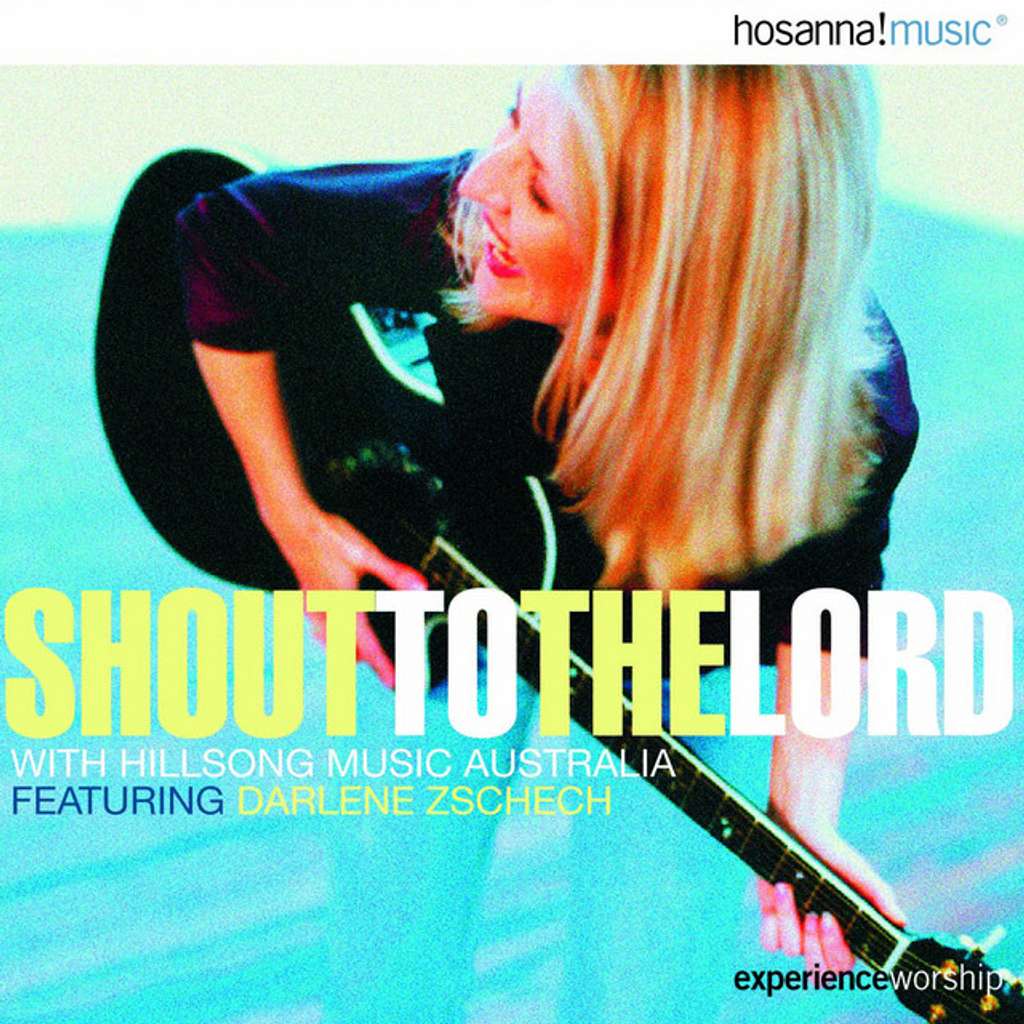 hosanna!music®
SHOUTTOTHELORD
WITH HILLSONG MUSIC AUSTRALIA
FEATURING DARLENE ZSCHECH
experienceworship